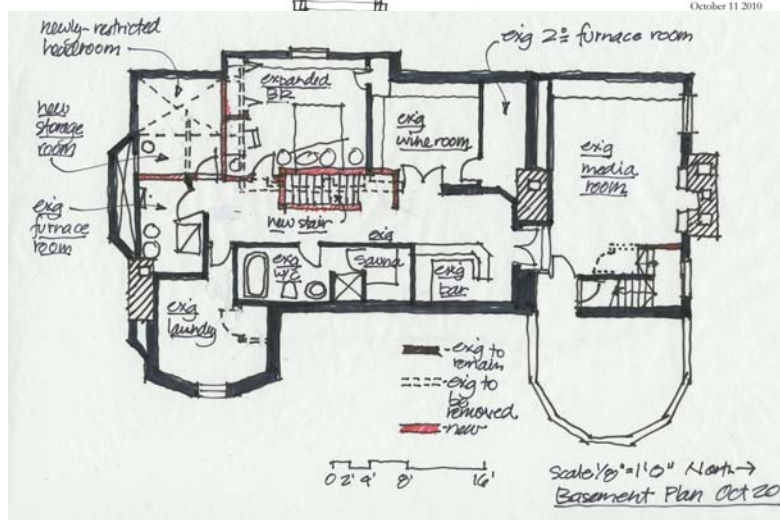 October 11 2010
newly-restricted
headroom
exig 2º furnace room
expanded
BR
new
storage
room
exig
wine room
exig
media
room
exig
furnace
room
new stair
exig
exig
W/C
sauna
exig
bar
exig
laundry
-exig to
remain
-exig to
be
removed
-new
0 2' 4' 8' 16'
Scale 1/8"=1'0" North→
Basement Plan Oct 20